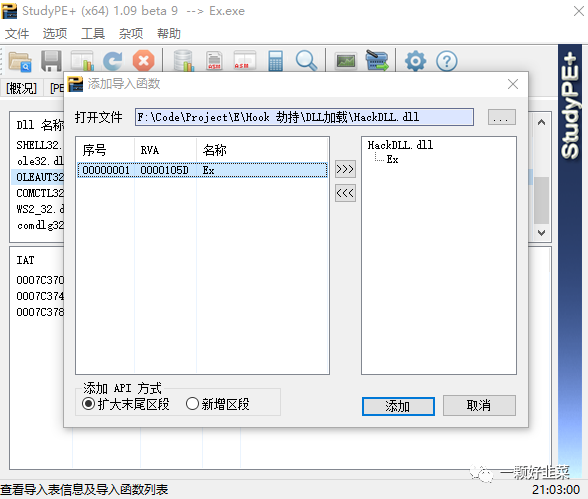 StudyPE+ (x64) 1.09 beta 9 --> Ex.exe
文件 选项 工具 杂项 帮助
[概况] [PE
添加导入函数
打开文件 F:\Code\Project\E\Hook 劫持\DLL加载\HackDLL.dll ...
序号 RVA 名称
00000001 0000105D Ex
>>>
<<<
HackDLL.dll
Ex
添加 API 方式
扩大末尾区段 新增区段
添加 取消
Dll 名称
SHELL32.
ole32.dl
OLEAUT32
COMCTL32
WS2_32.d
comdlg32
IAT
0007C370
0007C374
0007C378
StudyPE+
一颗好韭菜
查看导入表信息及导入函数列表 21:03:00